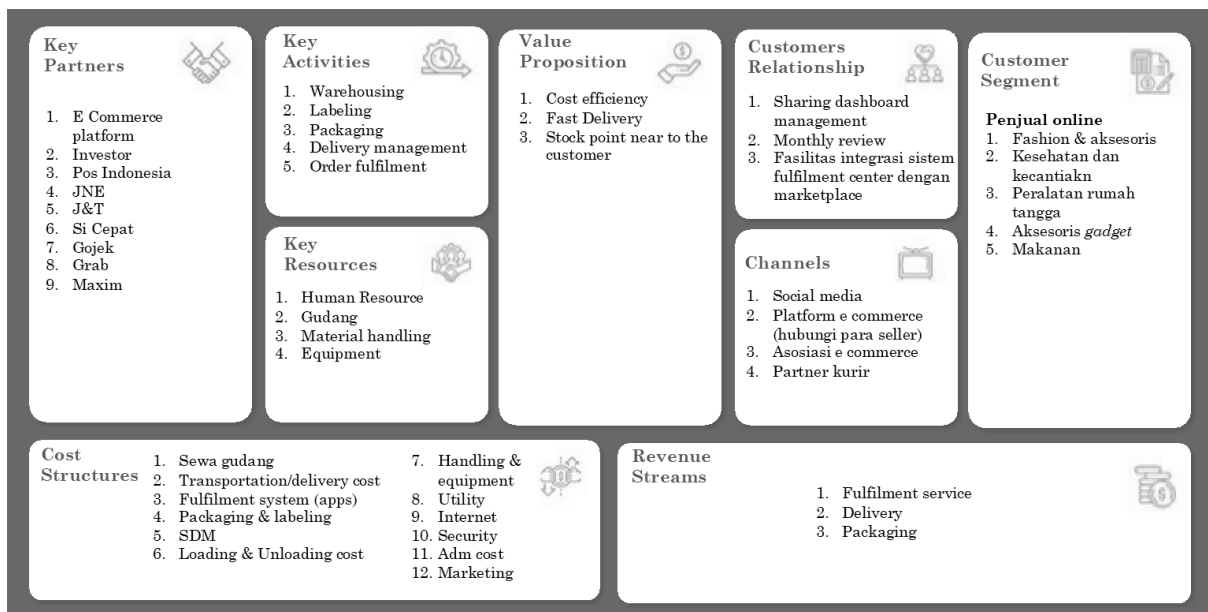 Key
Partners
1. E Commerce
platform
2. Investor
3. Pos Indonesia
4. JNE
5. J&T
6. Si Cepat
7. Gojek
8. Grab
9. Maxim
Key
Activities
1. Warehousing
2. Labeling
3. Packaging
4. Delivery management
5. Order fulfilment
Key
Resources
1. Human Resource
2. Gudang
3. Material handling
4. Equipment
Value
Proposition
1. Cost efficiency
2. Fast Delivery
3. Stock point near to the
customer
Customers
Relationship
1. Sharing dashboard
management
2. Monthly review
3. Fasilitas integrasi sistem
fulfilment center dengan
marketplace
Channels
1. Social media
2. Platform e commerce
(hubungi para seller)
3. Asosiasi e commerce
4. Partner kurir
Customer
Segment
Penjual online
1. Fashion & aksesoris
2. Kesehatan dan
kecantiakn
3. Peralatan rumah
tangga
4. Aksesoris gadget
5. Makanan
Cost
Structures
1. Sewa gudang
2. Transportation/delivery cost
3. Fulfilment system (apps)
4. Packaging & labeling
5. SDM
6. Loading & Unloading cost
7. Handling &
equipment
8. Utility
9. Internet
10. Security
11. Adm cost
12. Marketing
Revenue
Streams
1. Fulfilment service
2. Delivery
3. Packaging